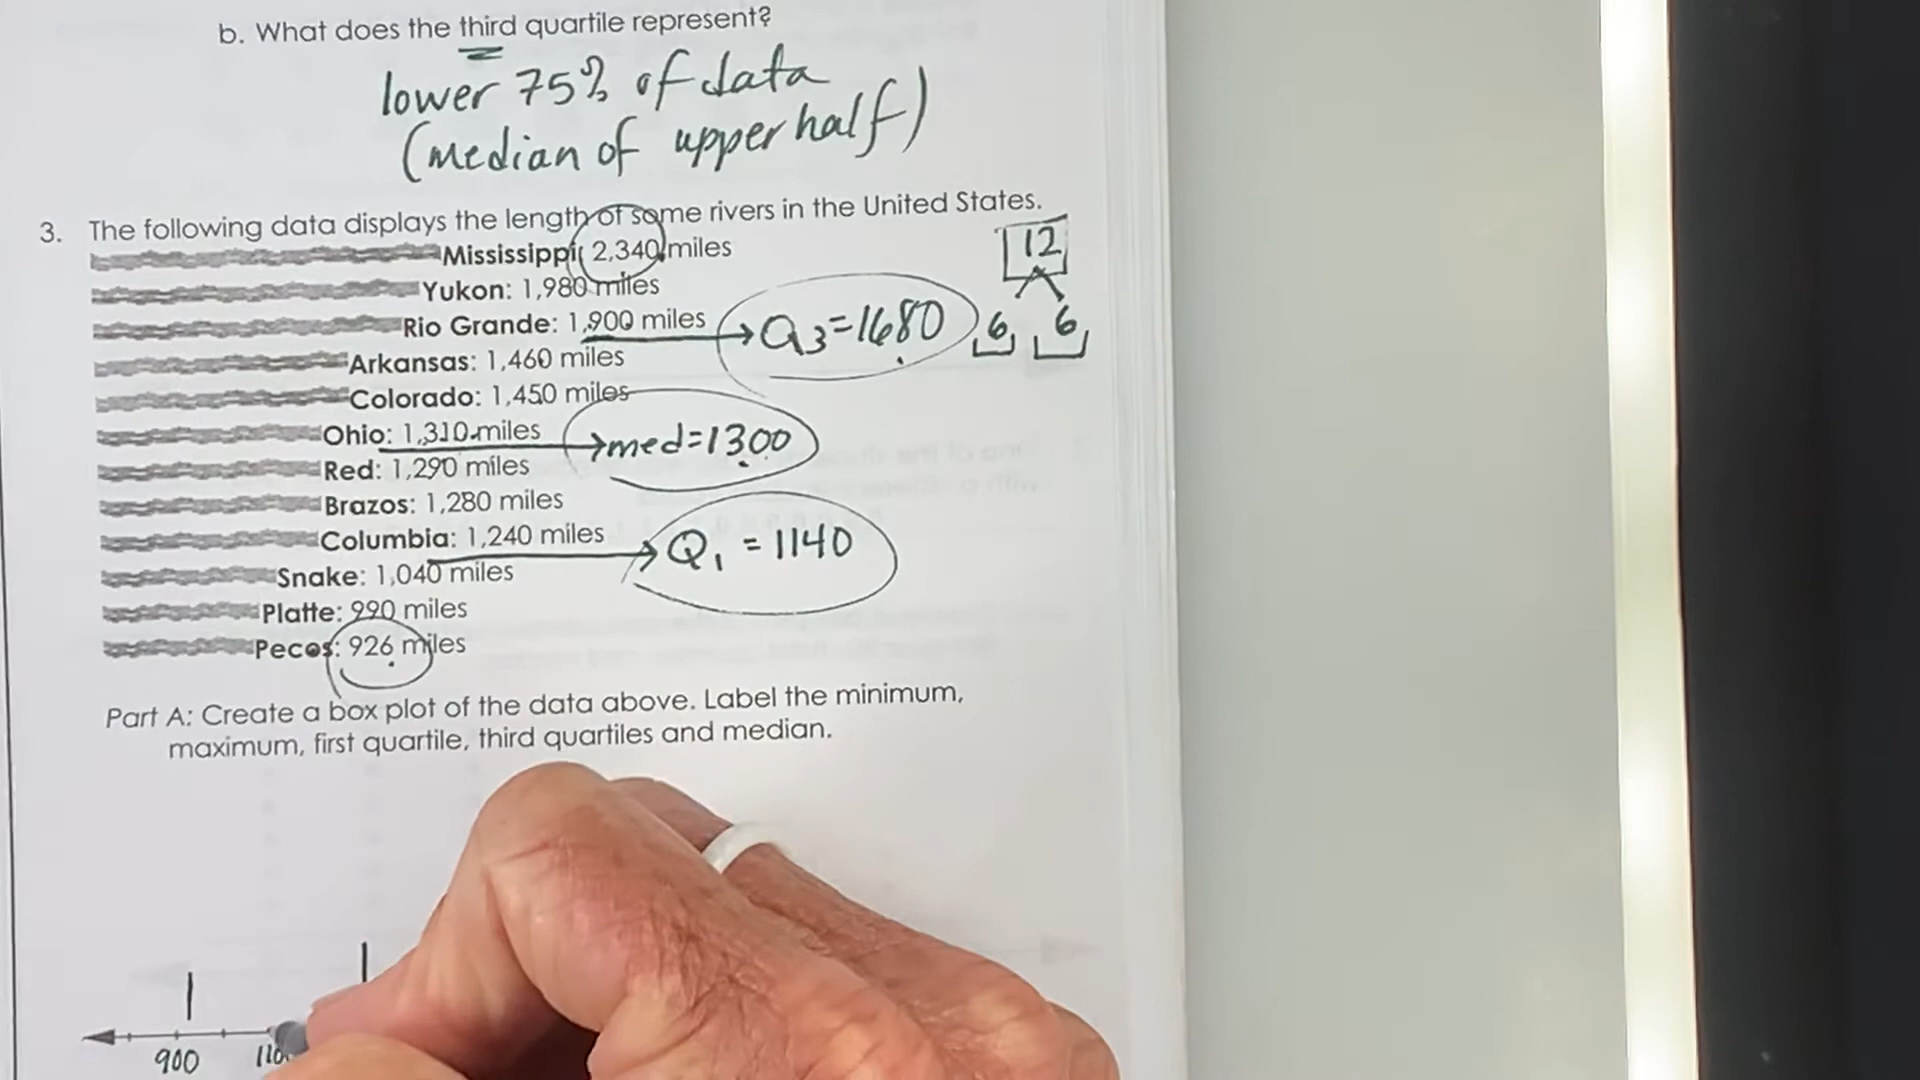 b. What does the third quartile represent?
lower 75% of data
(median of upper half)
3. The following data displays the length of some rivers in the United States.
Mississippi: 2,340 miles
12
Yukon: 1,980 miles
Rio Grande: 1,900 miles → Q3=1680
6 6
Arkansas: 1,460 miles
Colorado: 1,450 miles
Ohio: 1,310 miles → med=1300
Red: 1,290 miles
Brazos: 1,280 miles
Columbia: 1,240 miles → Q1 = 1140
Snake: 1,040 miles
Platte: 990 miles
Pecos: 926 miles
Part A: Create a box plot of the data above. Label the minimum,
maximum, first quartile, third quartiles and median.
900